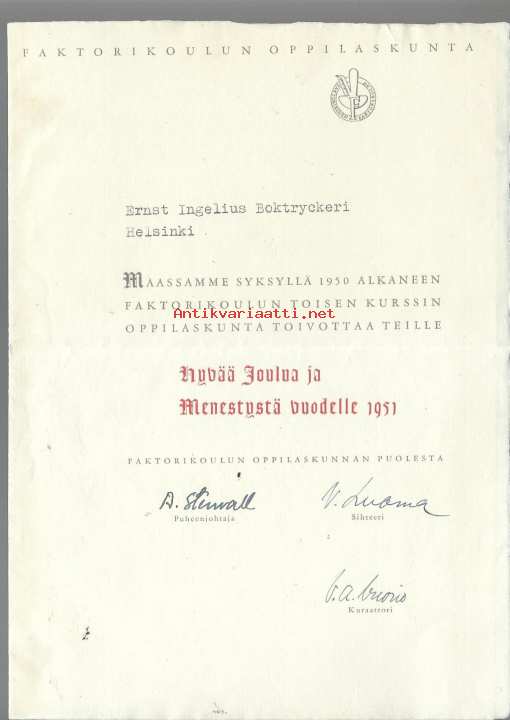 FAKTORIKOULUN OPPILASKUNTA
Ernst Ingelius Boktryckeri
Helsinki
MAASSAMME SYKSYLLÄ 1950 ALKANEEN
FAKTORIKOULUN TOISEN KURSSIN
Antikvariaatti.net
OPPILASKUNTA TOIVOTTAA TEILLE
Hyvää Joulua ja
Menestystä vuodelle 1951
FAKTORIKOULUN OPPILASKUNNAN PUOLESTA
A. Stenvall V. Luoma
Puheenjohtaja Sihteeri
V.A. Vuorio
Kuraattori